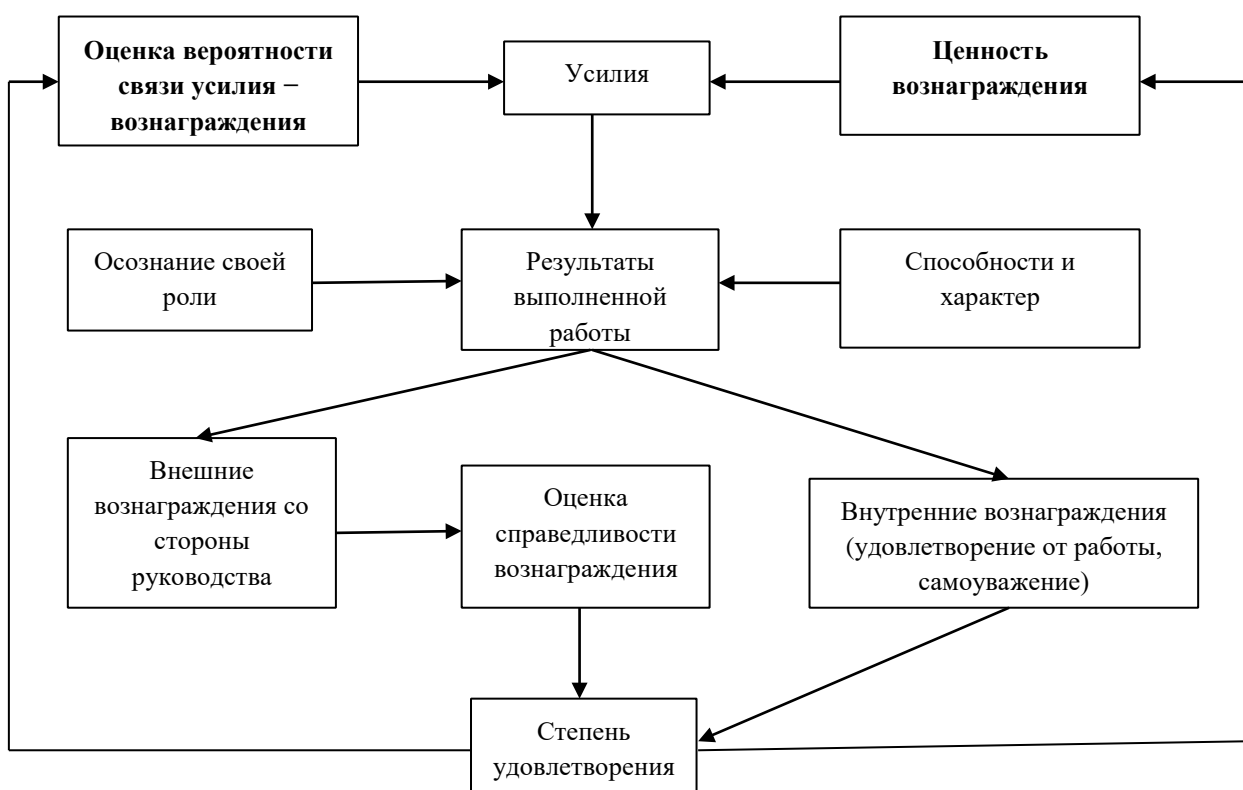 Оценка вероятности
связи усилия −
вознаграждения
Усилия
Ценность
вознаграждения
Осознание своей
роли
Результаты
выполненной
работы
Способности и
характер
Внешние
вознаграждения со
стороны
руководства
Оценка
справедливости
вознаграждения
Внутренние вознаграждения
(удовлетворение от работы,
самоуважение)
Степень
удовлетворения